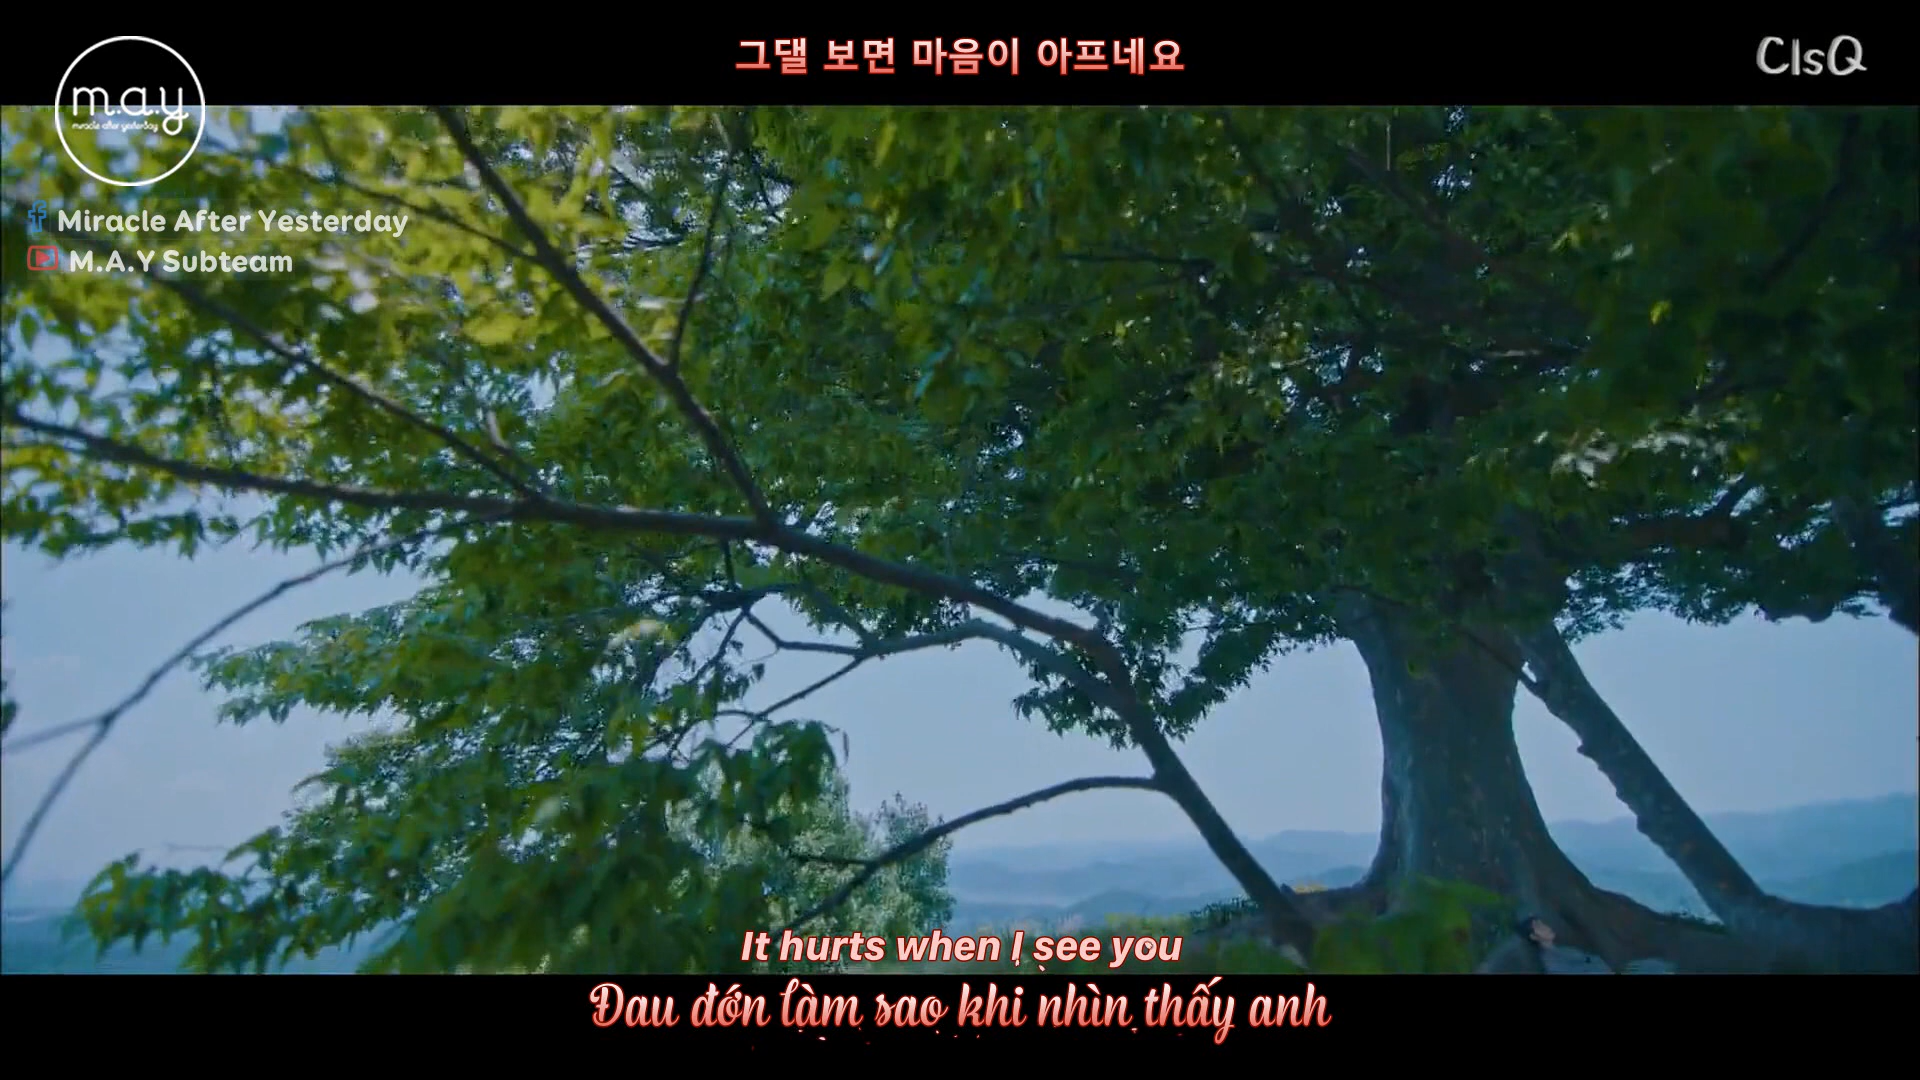 그댈 보면 마음이 아프네요
CIsQ
m.a.y
miracle after yesterday
Miracle After Yesterday
M.A.Y Subteam
It hurts when I see you
Đau đớn làm sao khi nhìn thấy anh